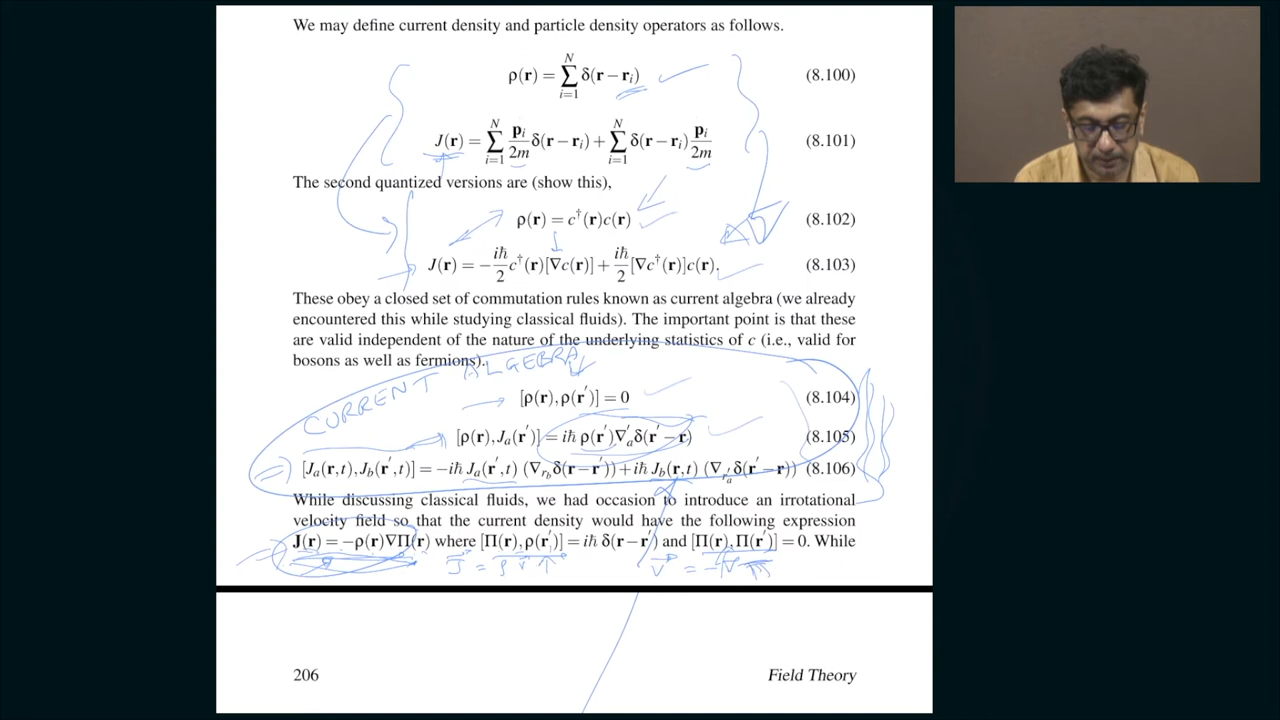 We may define current density and particle density operators as follows.
ρ(r) = ∑_{i=1}^{N} δ(r − r_i) (8.100)
J(r) = ∑_{i=1}^{N} p_i/2m δ(r − r_i) + ∑_{i=1}^{N} δ(r − r_i) p_i/2m (8.101)
The second quantized versions are (show this),
ρ(r) = c†(r)c(r) (8.102)
J(r) = −iħ/2 c†(r)[∇c(r)] + iħ/2 [∇c†(r)]c(r). (8.103)
These obey a closed set of commutation rules known as current algebra (we already
encountered this while studying classical fluids). The important point is that these
are valid independent of the nature of the underlying statistics of c (i.e., valid for
bosons as well as fermions).
CURRENT ALGEBRA
[ρ(r), ρ(r′)] = 0 (8.104)
[ρ(r), J_a(r′)] = iħ ρ(r′)∇′_a δ(r′ − r) (8.105)
[J_a(r,t), J_b(r′,t)] = −iħ J_a(r′,t) (∇_{r_b} δ(r − r′)) + iħ J_b(r,t) (∇_{r′_a} δ(r′ − r)) (8.106)
While discussing classical fluids, we had occasion to introduce an irrotational
velocity field so that the current density would have the following expression
J(r) = −ρ(r)∇Π(r) where [Π(r), ρ(r′)] = iħ δ(r − r′) and [Π(r), Π(r′)] = 0. While
206 Field Theory